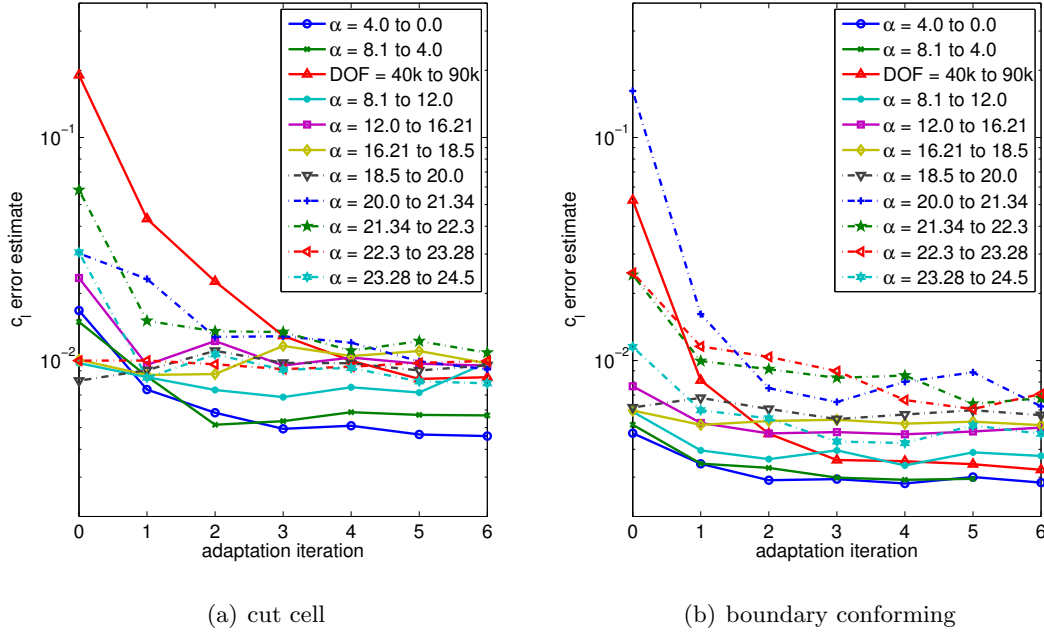 α = 4.0 to 0.0
α = 8.1 to 4.0
DOF = 40k to 90k
α = 8.1 to 12.0
α = 12.0 to 16.21
α = 16.21 to 18.5
α = 18.5 to 20.0
α = 20.0 to 21.34
α = 21.34 to 22.3
α = 22.3 to 23.28
α = 23.28 to 24.5
10⁻¹
10⁻²
c_l error estimate
0 1 2 3 4 5 6
adaptation iteration
(a) cut cell
α = 4.0 to 0.0
α = 8.1 to 4.0
DOF = 40k to 90k
α = 8.1 to 12.0
α = 12.0 to 16.21
α = 16.21 to 18.5
α = 18.5 to 20.0
α = 20.0 to 21.34
α = 21.34 to 22.3
α = 22.3 to 23.28
α = 23.28 to 24.5
10⁻¹
10⁻²
c_l error estimate
0 1 2 3 4 5 6
adaptation iteration
(b) boundary conforming